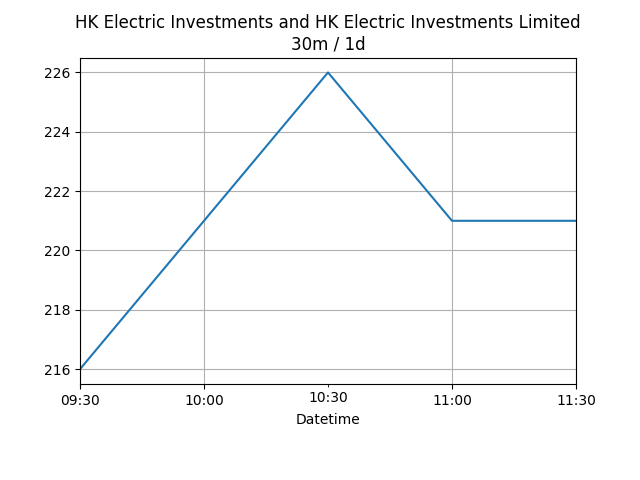 HK Electric Investments and HK Electric Investments Limited
30m / 1d
226
224
222
220
218
216
09:30 10:00 10:30 11:00 11:30
Datetime